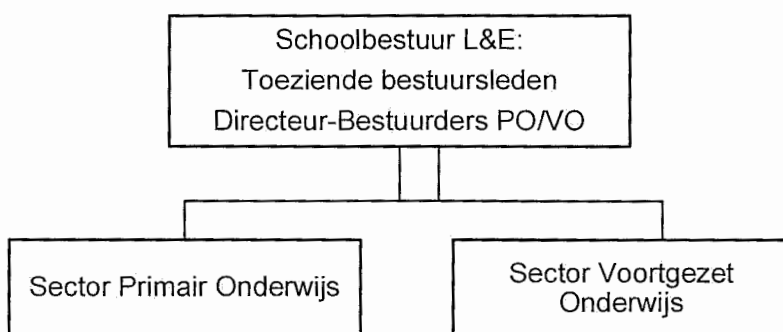 Schoolbestuur L&E:
Toeziende bestuursleden
Directeur-Bestuurders PO/VO
Sector Primair Onderwijs
Sector Voortgezet
Onderwijs